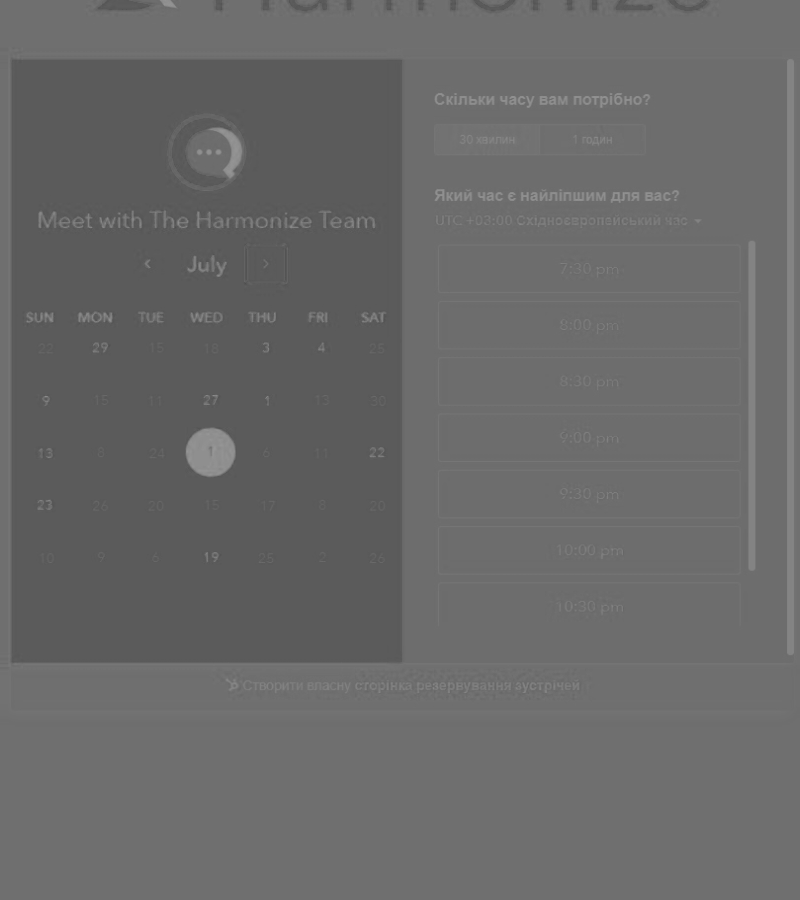 Harmonize
Meet with The Harmonize Team
July
SUN MON TUE WED THU FRI SAT
22 29 15 18 3 4 25
9 15 11 27 1 13 30
13 8 24 1 6 11 22
23 26 20 15 17 8 20
10 9 6 19 25 2 26
Скільки часу вам потрібно?
30 хвилин 1 годин
Який час є найліпшим для вас?
UTC +03:00 Східноєвропейський час
7:30 pm
8:00 pm
8:30 pm
9:00 pm
9:30 pm
10:00 pm
10:30 pm
Створити власну сторінка резервування зустрічей